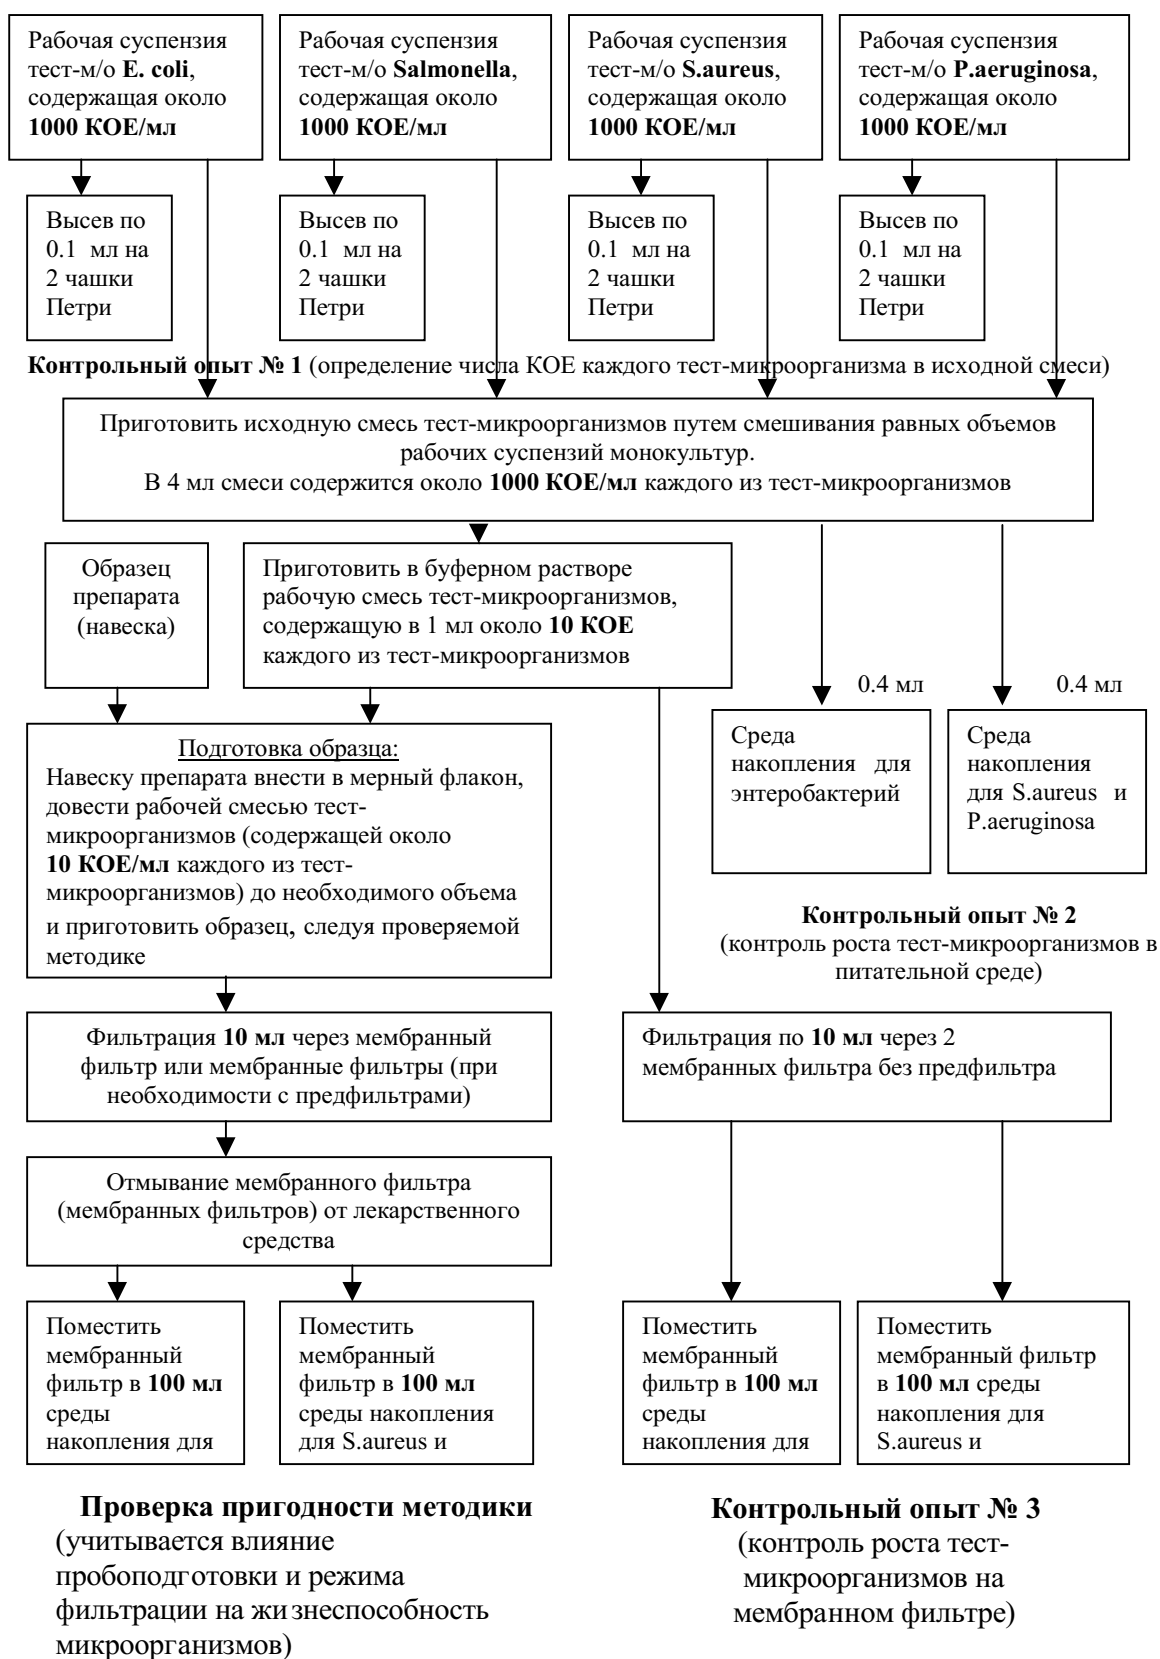 Рабочая суспензия
тест-м/о E. coli,
содержащая около
1000 КОЕ/мл
Рабочая суспензия
тест-м/о Salmonella,
содержащая около
1000 КОЕ/мл
Рабочая суспензия
тест-м/о S.aureus,
содержащая около
1000 КОЕ/мл
Рабочая суспензия
тест-м/о P.aeruginosa,
содержащая около
1000 КОЕ/мл
Высев по
0.1 мл на
2 чашки
Петри
Высев по
0.1 мл на
2 чашки
Петри
Высев по
0.1 мл на
2 чашки
Петри
Высев по
0.1 мл на
2 чашки
Петри
Контрольный опыт № 1 (определение числа КОЕ каждого тест-микроорганизма в исходной смеси)
Приготовить исходную смесь тест-микроорганизмов путем смешивания равных объемов
рабочих суспензий монокультур.
В 4 мл смеси содержится около 1000 КОЕ/мл каждого из тест-микроорганизмов
Образец
препарата
(навеска)
Приготовить в буферном растворе
рабочую смесь тест-микроорганизмов,
содержащую в 1 мл около 10 КОЕ
каждого из тест-микроорганизмов
0.4 мл
0.4 мл
Подготовка образца:
Навеску препарата внести в мерный флакон,
довести рабочей смесью тест-
микроорганизмов (содержащей около
10 КОЕ/мл каждого из тест-
микроорганизмов) до необходимого объема
и приготовить образец, следуя проверяемой
методике
Среда
накопления для
энтеробактерий
Среда
накопления
для S.aureus и
P.aeruginosa
Контрольный опыт № 2
(контроль роста тест-микроорганизмов в
питательной среде)
Фильтрация 10 мл через мембранный
фильтр или мембранные фильтры (при
необходимости с предфильтрами)
Фильтрация по 10 мл через 2
мембранных фильтра без предфильтра
Отмывание мембранного фильтра
(мембранных фильтров) от лекарственного
средства
Поместить
мембранный
фильтр в 100 мл
среды
накопления для
Поместить
мембранный
фильтр в 100 мл
среды накопления
для S.aureus и
Поместить
мембранный
фильтр в 100 мл
среды
накопления для
Поместить
мембранный фильтр
в 100 мл среды
накопления для
S.aureus и
Проверка пригодности методики
(учитывается влияние
пробоподготовки и режима
фильтрации на жизнеспособность
микроорганизмов)
Контрольный опыт № 3
(контроль роста тест-
микроорганизмов на
мембранном фильтре)